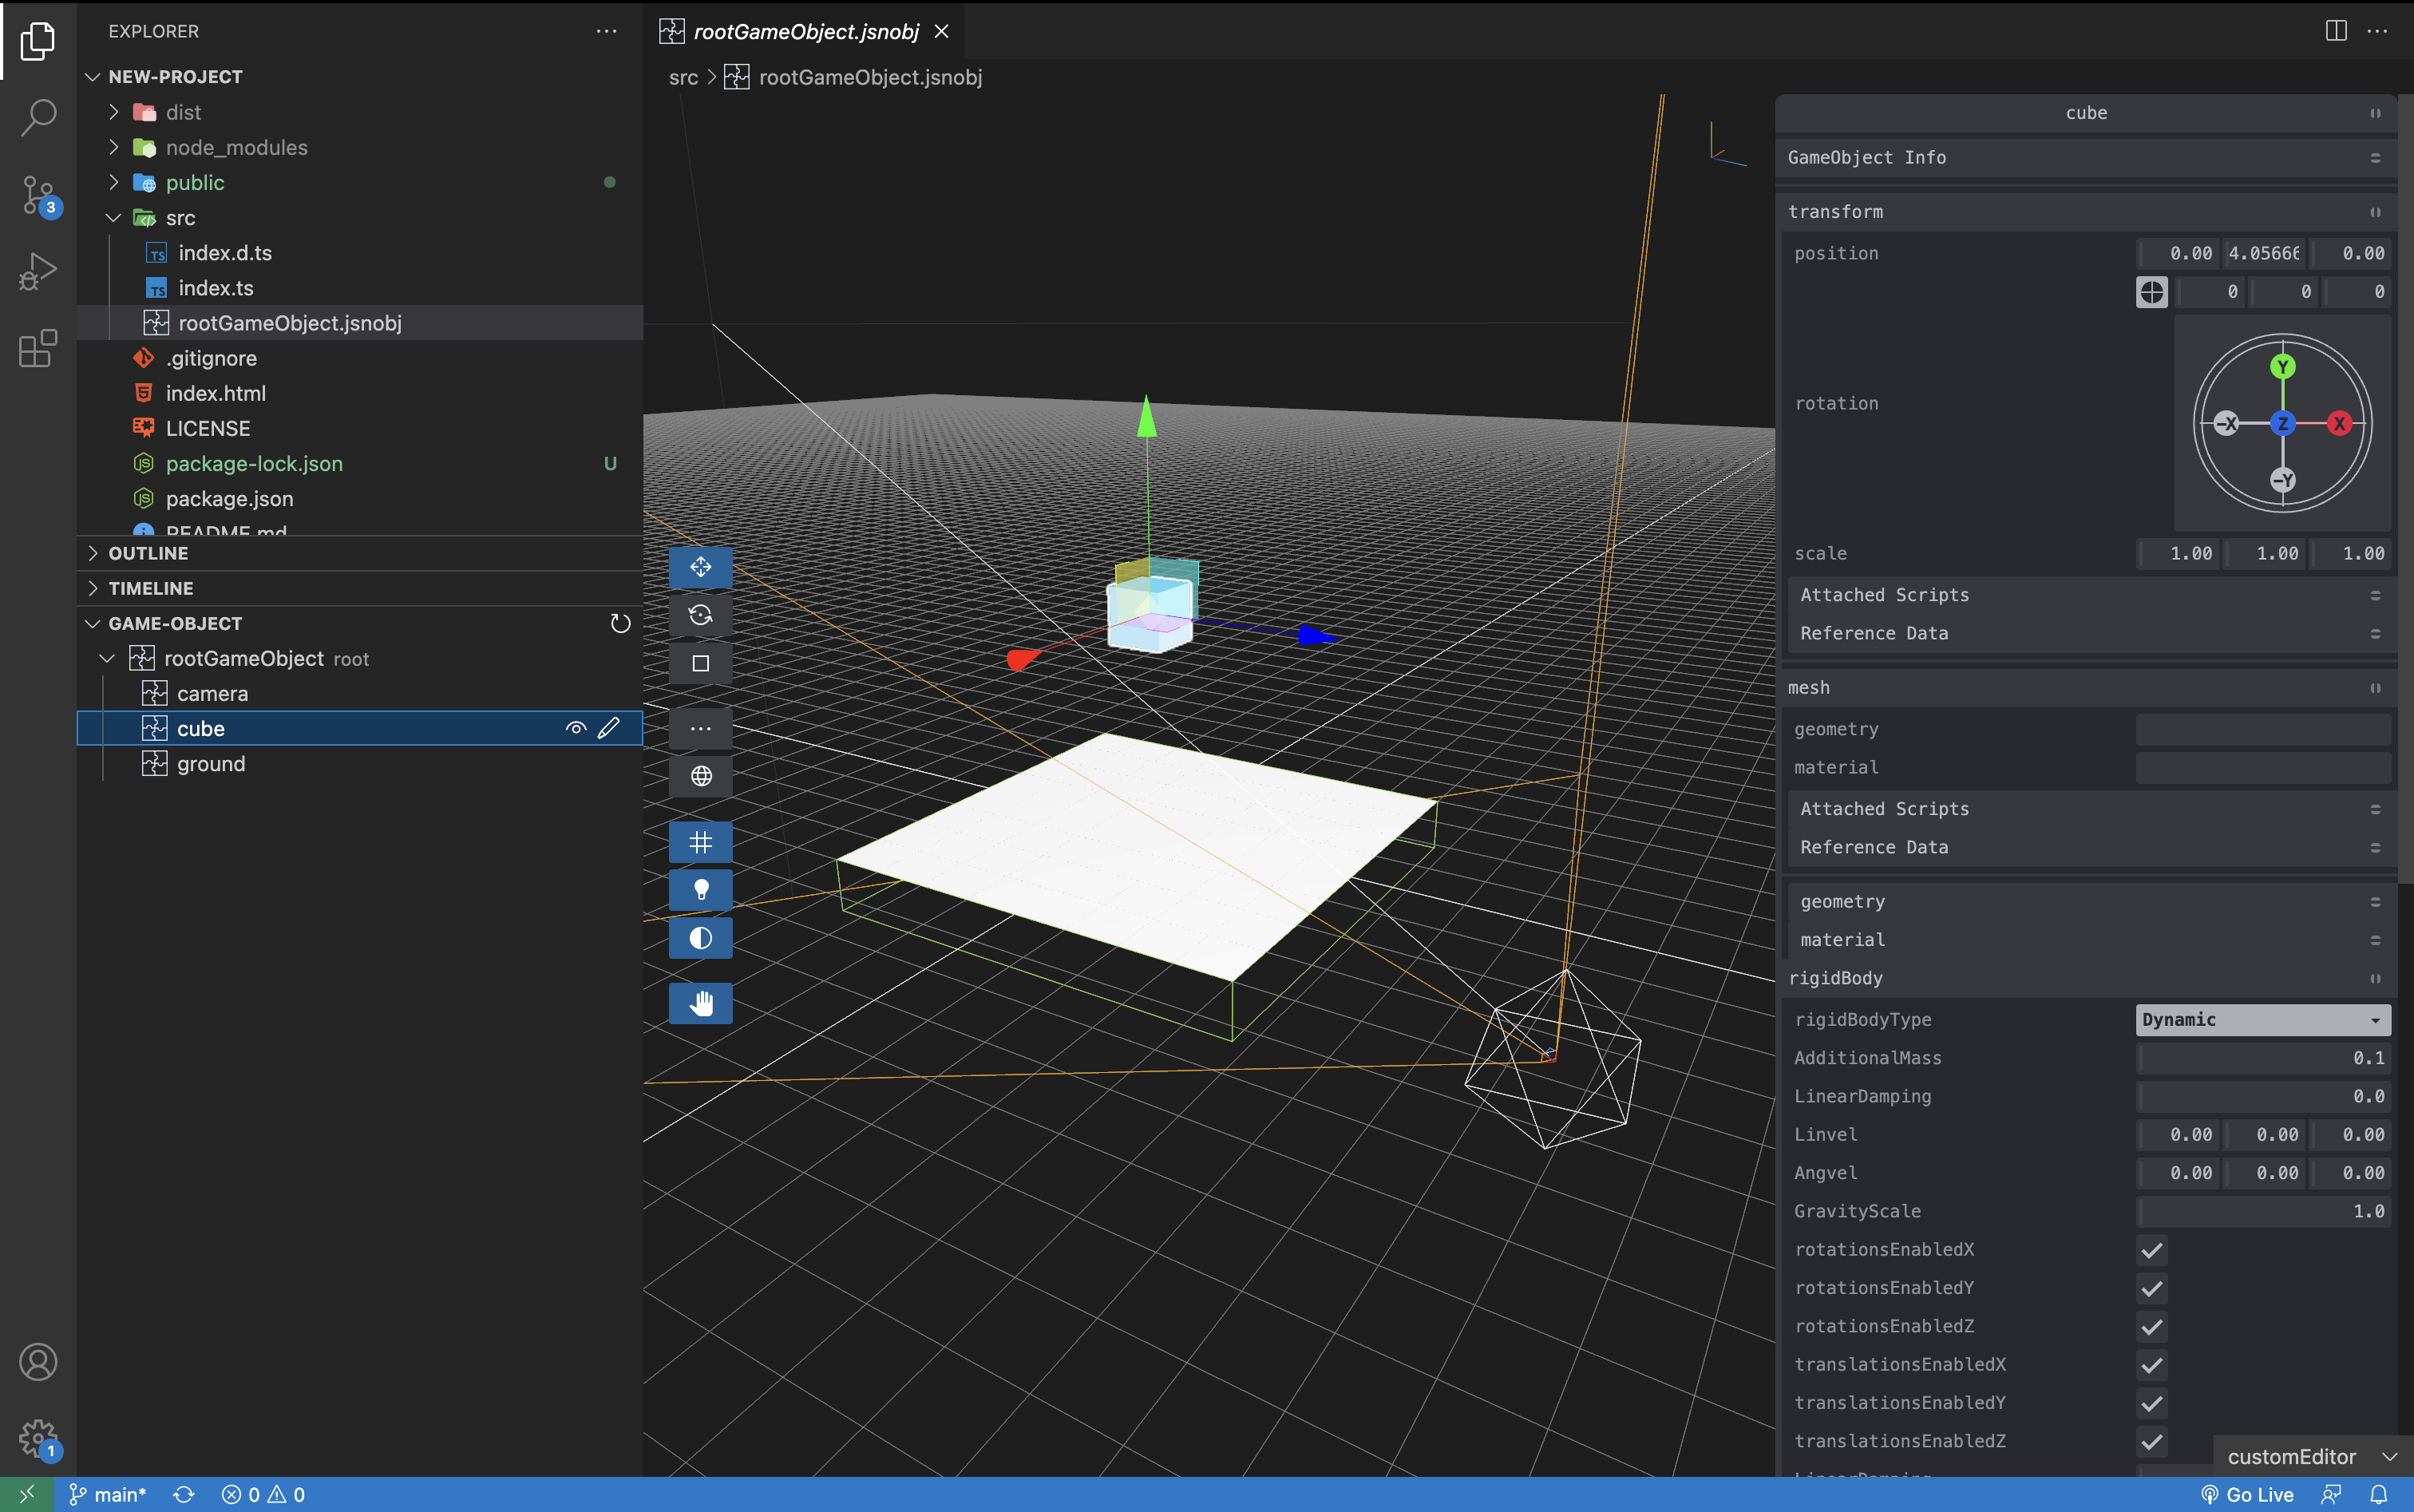 EXPLORER
NEW-PROJECT
dist
node_modules
public
src
index.d.ts
index.ts
rootGameObject.jsnobj
.gitignore
index.html
LICENSE
package-lock.json U
package.json
README.md
OUTLINE
TIMELINE
GAME-OBJECT
rootGameObject root
camera
cube
ground
3
1
rootGameObject.jsnobj
src > rootGameObject.jsnobj
cube
GameObject Info
transform
position 0.00 4.05666 0.00
0 0 0
rotation
Y
-X Z X
-Y
scale 1.00 1.00 1.00
Attached Scripts
Reference Data
mesh
geometry
material
Attached Scripts
Reference Data
geometry
material
rigidBody
rigidBodyType Dynamic
AdditionalMass 0.1
LinearDamping 0.0
Linvel 0.00 0.00 0.00
Angvel 0.00 0.00 0.00
GravityScale 1.0
rotationsEnabledX
rotationsEnabledY
rotationsEnabledZ
translationsEnabledX
translationsEnabledY
translationsEnabledZ
customEditor
main* 0 0
Go Live